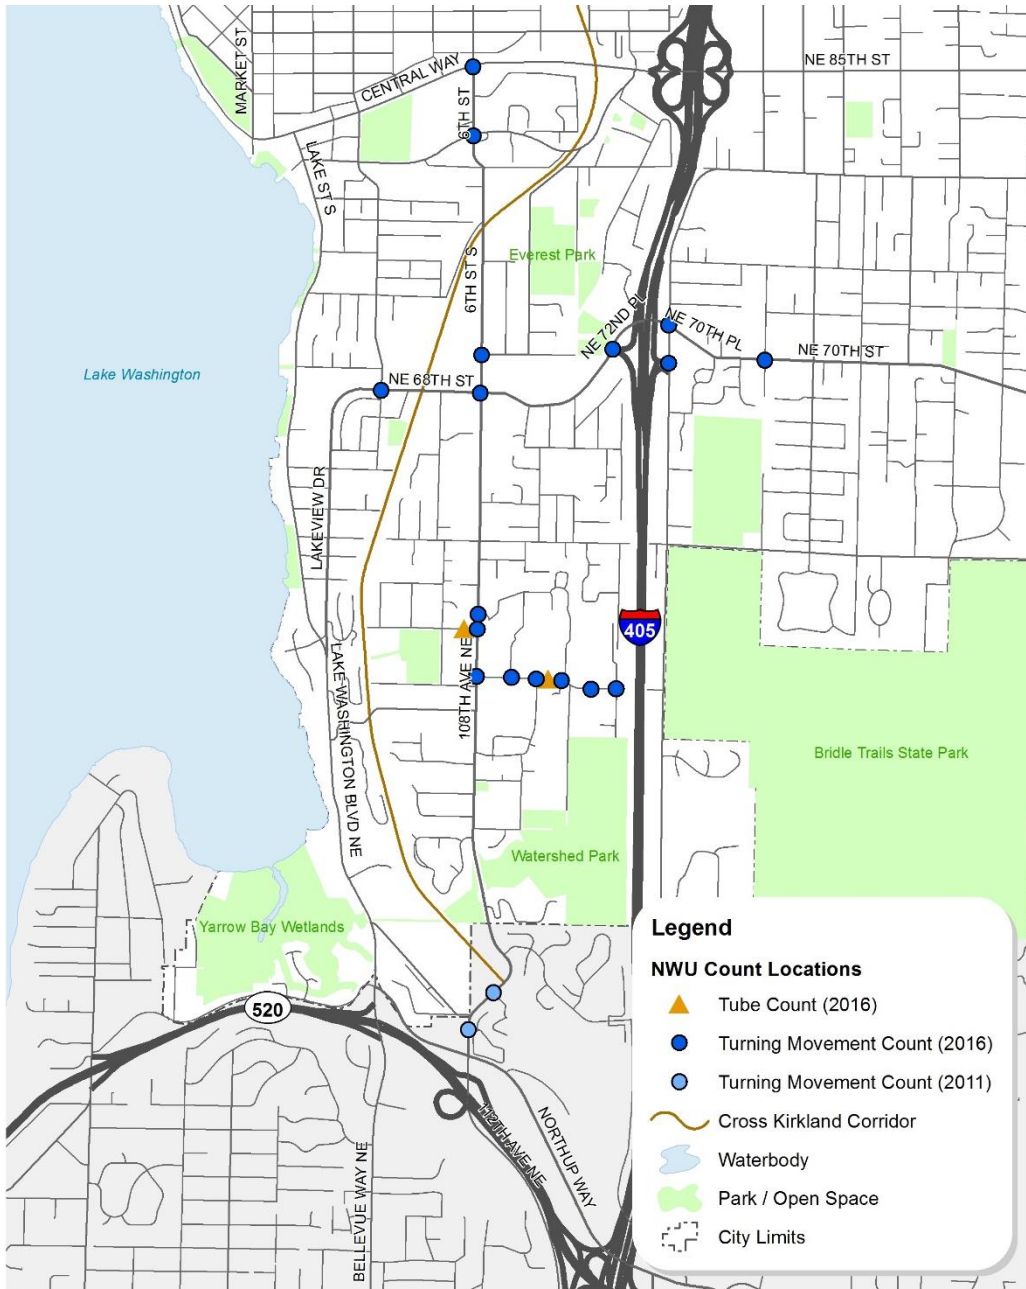 MARKET ST
CENTRAL WAY
NE 85TH ST
6TH ST
LAKE ST S
Everest Park
6TH ST S
NE 72ND PL
NE 70TH PL
NE 70TH ST
Lake Washington
NE 68TH ST
LAKEVIEW DR
405
108TH AVE NE
LAKE WASHINGTON BLVD NE
Bridle Trails State Park
Watershed Park
Yarrow Bay Wetlands
520
112TH AVE NE
NORTHUP WAY
BELLEVUE WAY NE
Legend
NWU Count Locations
Tube Count (2016)
Turning Movement Count (2016)
Turning Movement Count (2011)
Cross Kirkland Corridor
Waterbody
Park / Open Space
City Limits